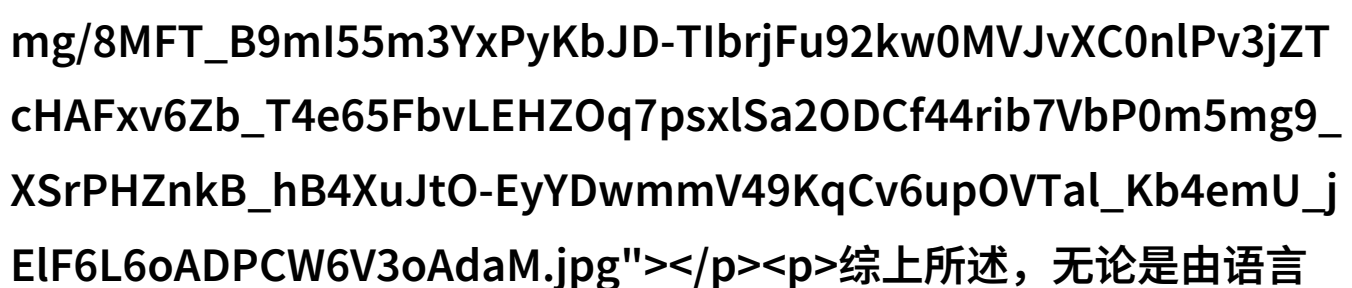 mg/8MFT_B9mI55m3YxPyKbJD-TIbrjFu92kw0MVJvXC0nlPv3jZT
cHAFxv6Zb_T4e65FbvLEHZOq7psxlSa2ODCf44rib7VbP0m5mg9_
XSrPHZnkB_hB4XuJtO-EyYDwmmV49KqCv6upOVTal_Kb4emU_j
ElF6L6oADPCW6V3oAdaM.jpg"></p><p>综上所述，无论是由语言